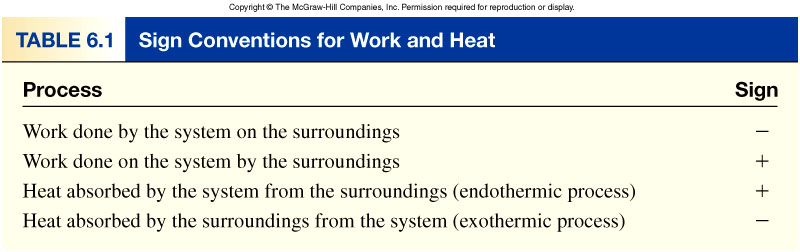 Copyright © The McGraw-Hill Companies, Inc. Permission required for reproduction or display.
TABLE 6.1 Sign Conventions for Work and Heat
Process Sign
Work done by the system on the surroundings −
Work done on the system by the surroundings +
Heat absorbed by the system from the surroundings (endothermic process) +
Heat absorbed by the surroundings from the system (exothermic process) −